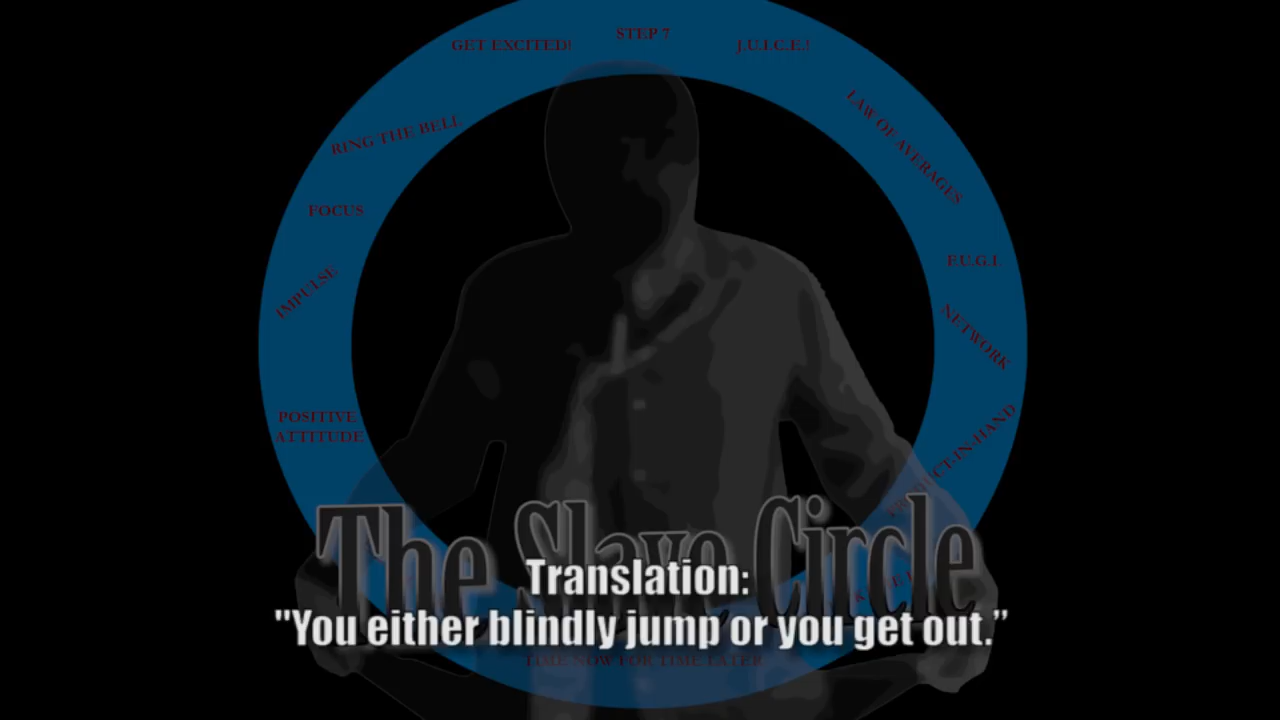 STEP 7
GET EXCITED!
J.U.I.C.E.!
LAW OF AVERAGES
RING THE BELL
FOCUS
F.U.G.I.
IMPULSE
NETWORK
POSITIVE
ATTITUDE
The Slave Circle
Translation:
"You either blindly jump or you get out.”
TIME NOW FOR TIME LATER